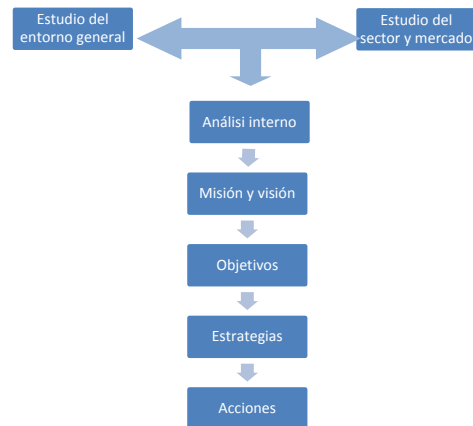 Estudio del
entorno general
Estudio del
sector y mercado
Análisi interno
Misión y visión
Objetivos
Estrategias
Acciones